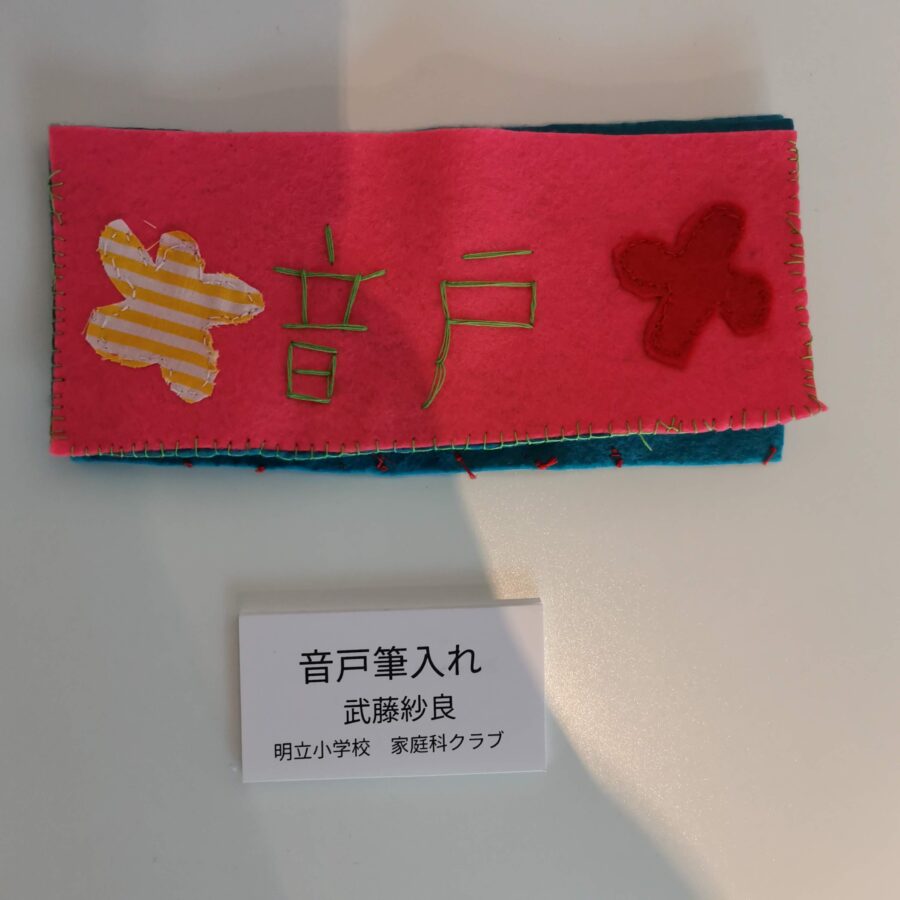 音戸
音戸筆入れ
武藤紗良
明立小学校　家庭科クラブ